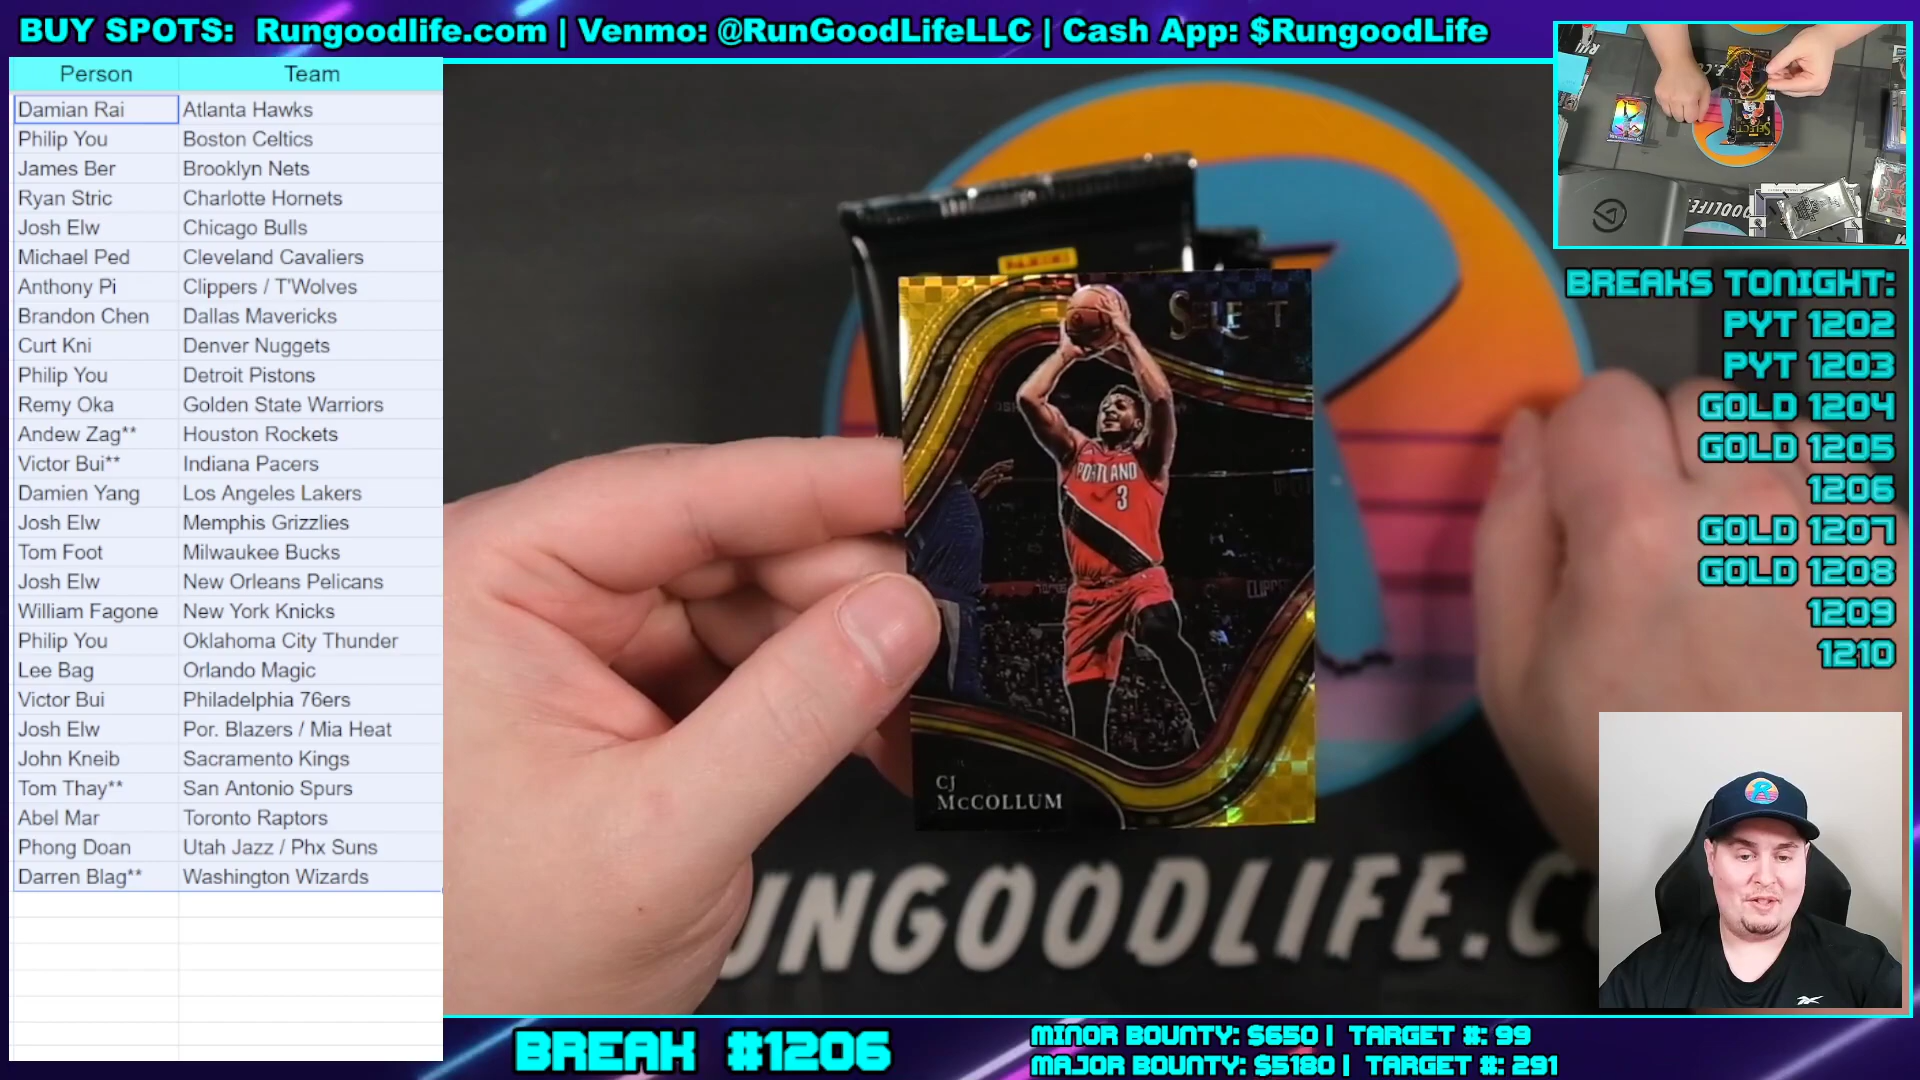 BUY SPOTS: Rungoodlife.com | Venmo: @RunGoodLifeLLC | Cash App: $RungoodLife
Person Team
Damian Rai Atlanta Hawks
Philip You Boston Celtics
James Ber Brooklyn Nets
Ryan Stric Charlotte Hornets
Josh Elw Chicago Bulls
Michael Ped Cleveland Cavaliers
Anthony Pi Clippers / T'Wolves
Brandon Chen Dallas Mavericks
Curt Kni Denver Nuggets
Philip You Detroit Pistons
Remy Oka Golden State Warriors
Andew Zag** Houston Rockets
Victor Bui** Indiana Pacers
Damien Yang Los Angeles Lakers
Josh Elw Memphis Grizzlies
Tom Foot Milwaukee Bucks
Josh Elw New Orleans Pelicans
William Fagone New York Knicks
Philip You Oklahoma City Thunder
Lee Bag Orlando Magic
Victor Bui Philadelphia 76ers
Josh Elw Por. Blazers / Mia Heat
John Kneib Sacramento Kings
Tom Thay** San Antonio Spurs
Abel Mar Toronto Raptors
Phong Doan Utah Jazz / Phx Suns
Darren Blag** Washington Wizards
PANINI
SELECT
PORTLAND
3
CJ
McCOLLUM
UNGOODLIFE.C
BREAKS TONIGHT:
PYT 1202
PYT 1203
GOLD 1204
GOLD 1205
1206
GOLD 1207
GOLD 1208
1209
1210
BREAK #1206
MINOR BOUNTY: $650 | TARGET #: 99
MAJOR BOUNTY: $5180 | TARGET #: 291